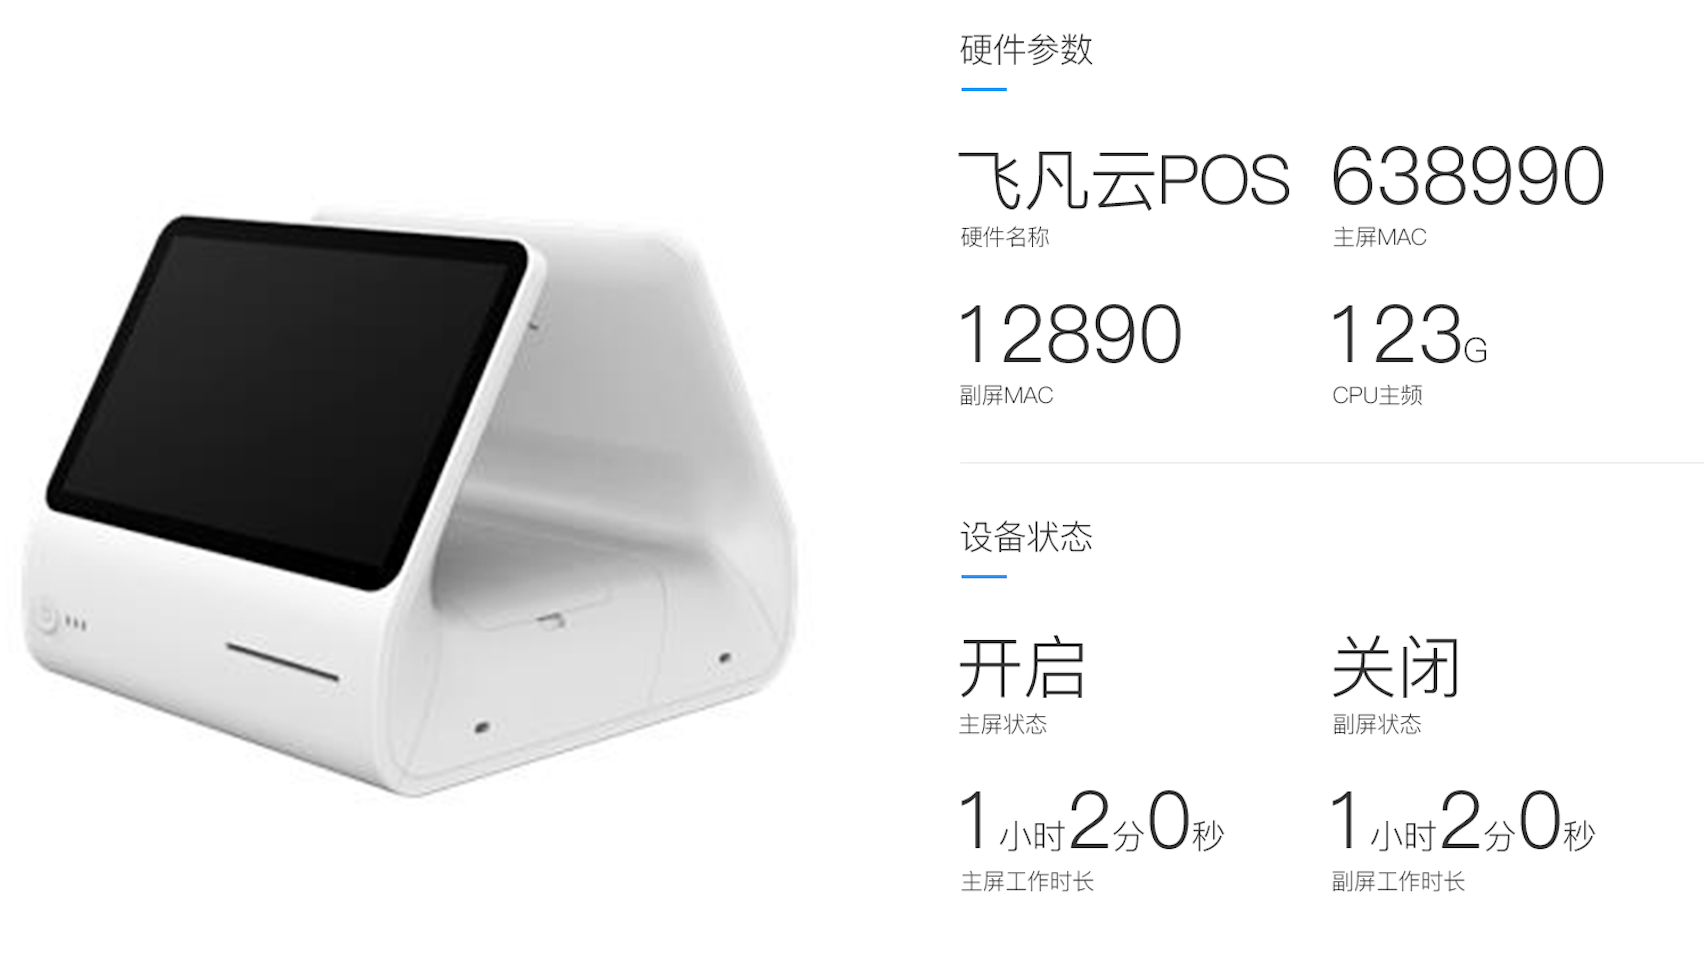 硬件参数
飞凡云POS 638990
硬件名称 主屏MAC
12890 123G
副屏MAC CPU主频
设备状态
开启 关闭
主屏状态 副屏状态
1小时2分0秒 1小时2分0秒
主屏工作时长 副屏工作时长